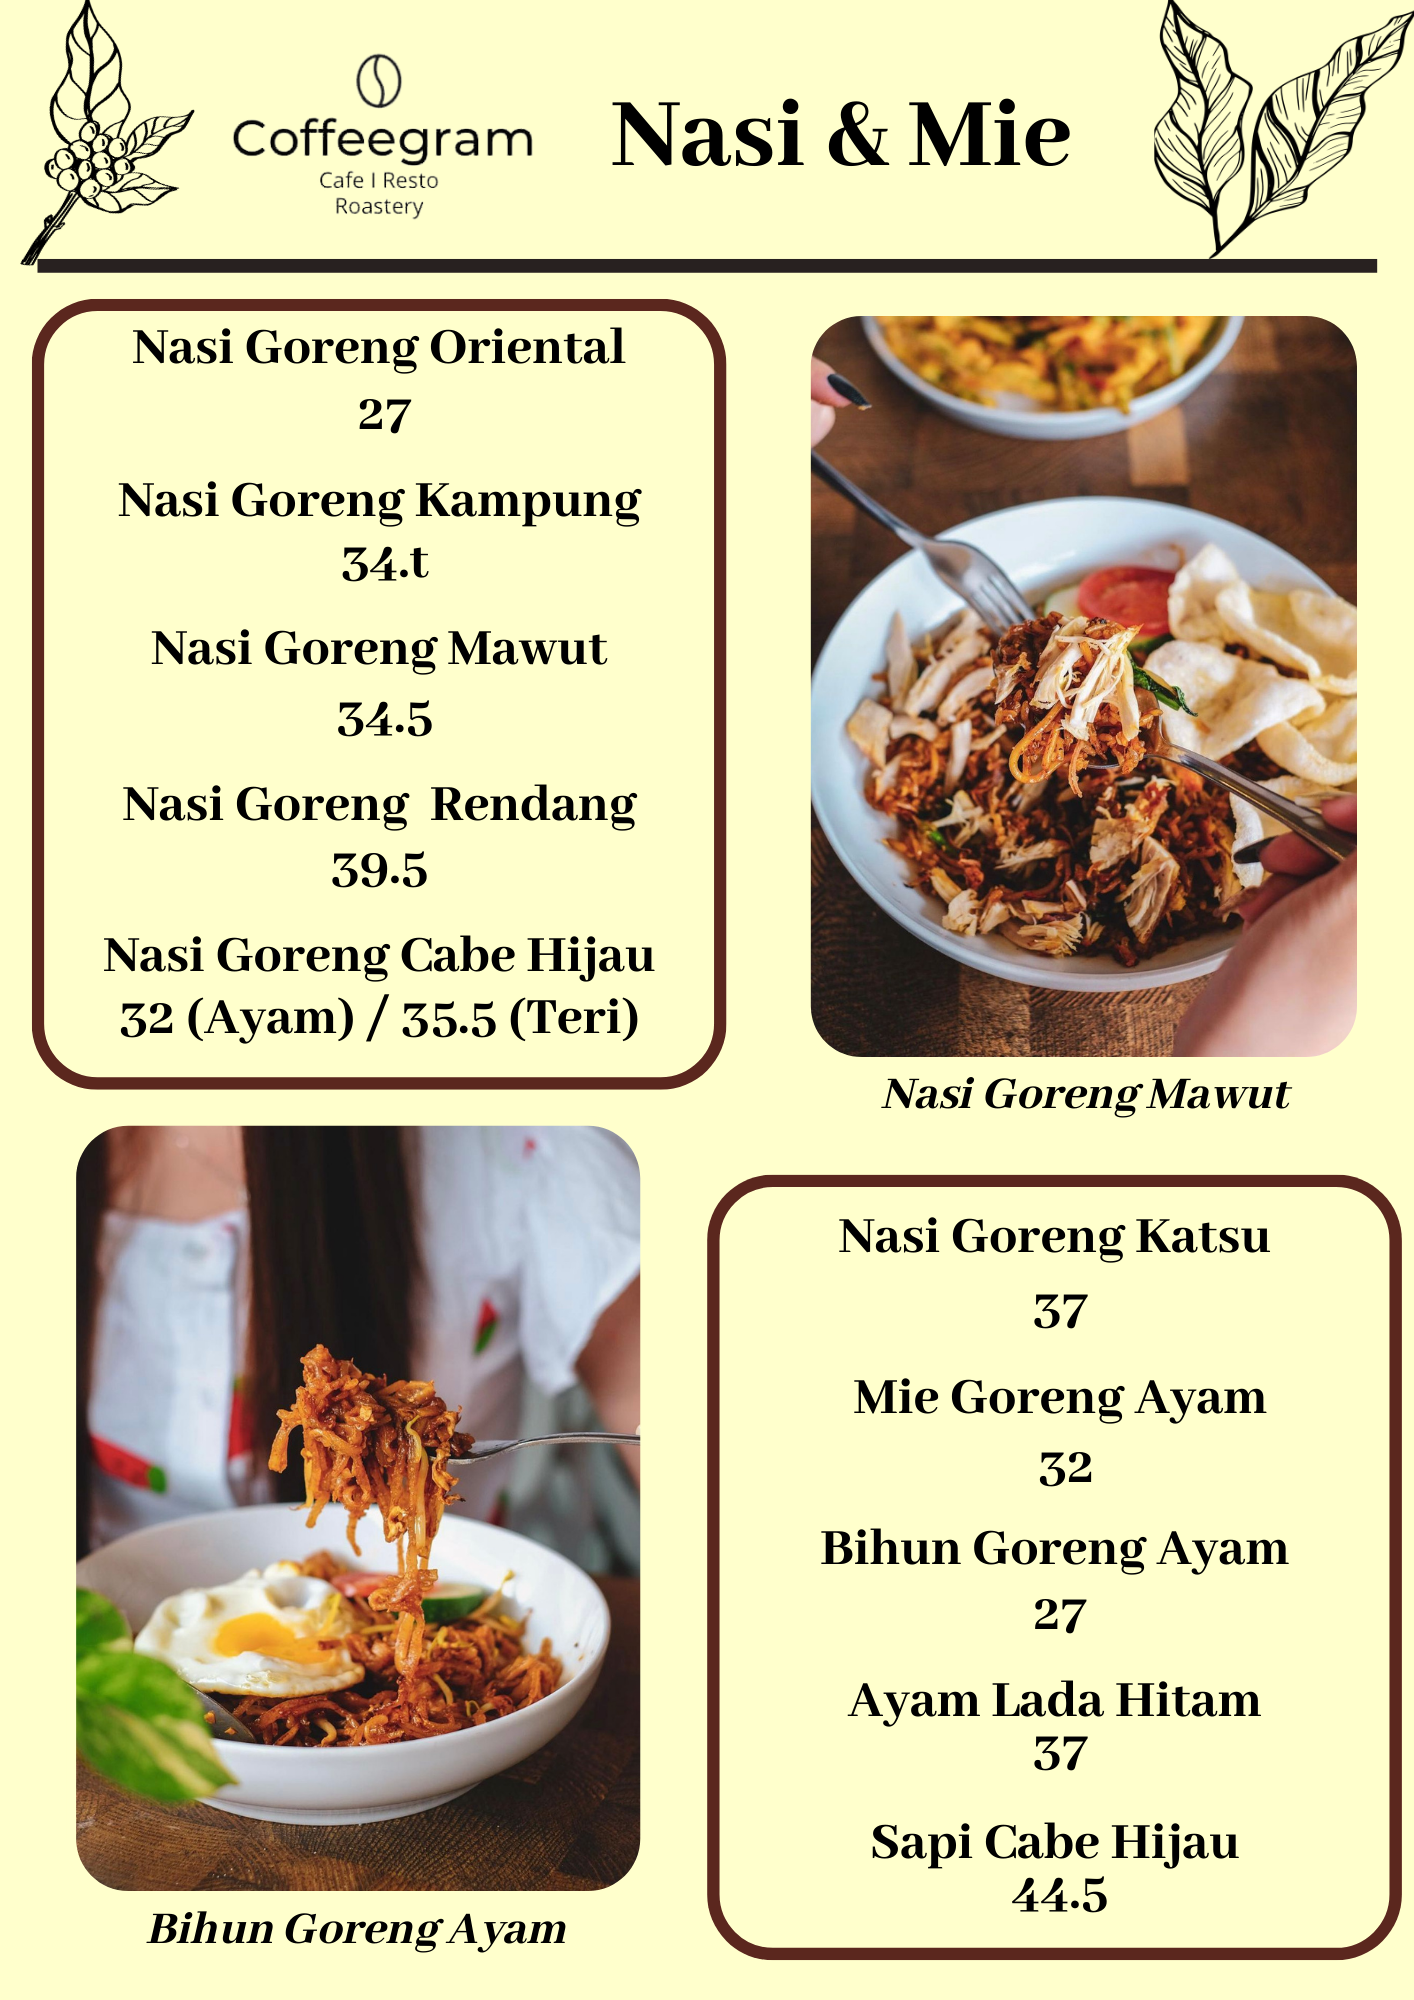 Coffeegram
Cafe I Resto
Roastery
Nasi & Mie
Nasi Goreng Oriental
27
Nasi Goreng Kampung
34.t
Nasi Goreng Mawut
34.5
Nasi Goreng Rendang
39.5
Nasi Goreng Cabe Hijau
32 (Ayam) / 35.5 (Teri)
Nasi Goreng Mawut
Bihun Goreng Ayam
Nasi Goreng Katsu
37
Mie Goreng Ayam
32
Bihun Goreng Ayam
27
Ayam Lada Hitam
37
Sapi Cabe Hijau
44.5